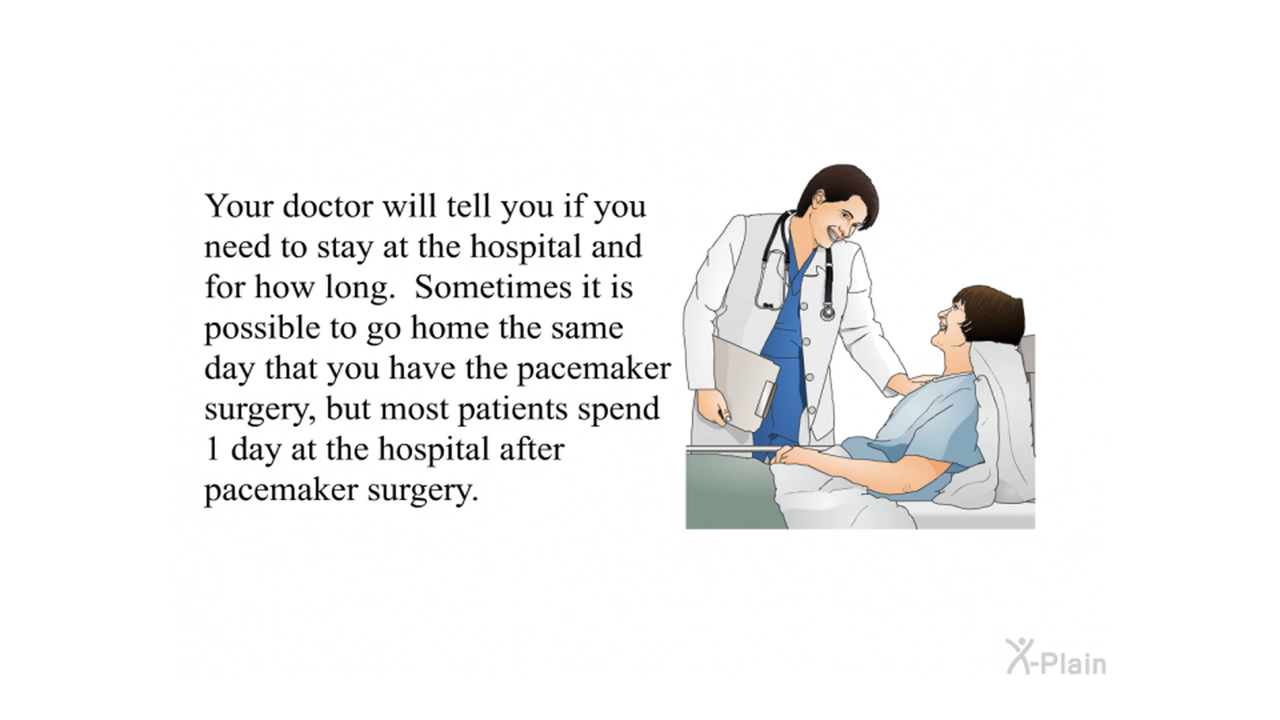 Your doctor will tell you if you
need to stay at the hospital and
for how long.  Sometimes it is
possible to go home the same
day that you have the pacemaker
surgery, but most patients spend
1 day at the hospital after
pacemaker surgery.
X-Plain